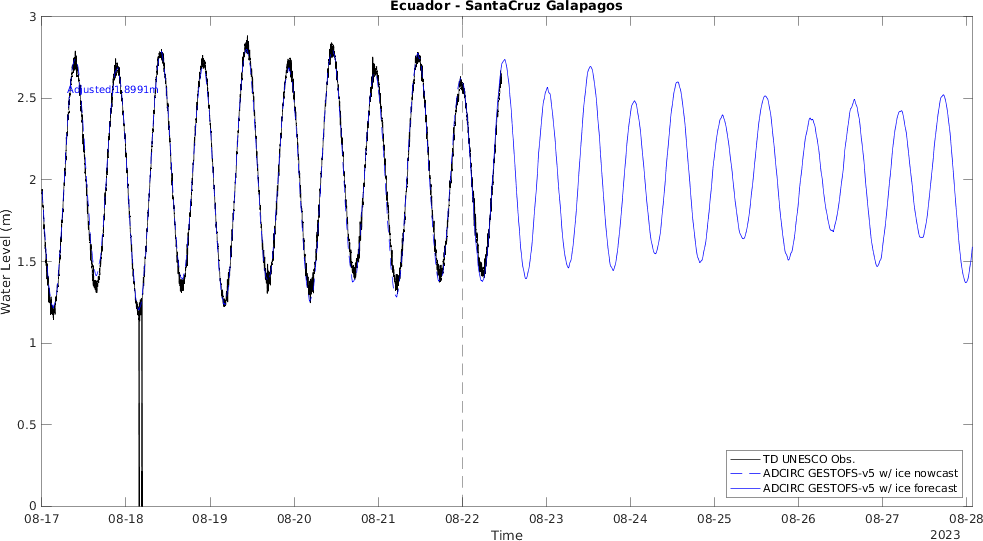 Ecuador - SantaCruz Galapagos
3
2.5
2
1.5
1
0.5
0
Water Level (m)
Adjusted 1.8991m
TD UNESCO Obs.
ADCIRC GESTOFS-v5 w/ ice nowcast
ADCIRC GESTOFS-v5 w/ ice forecast
08-17 08-18 08-19 08-20 08-21 08-22 08-23 08-24 08-25 08-26 08-27 08-28
Time
2023